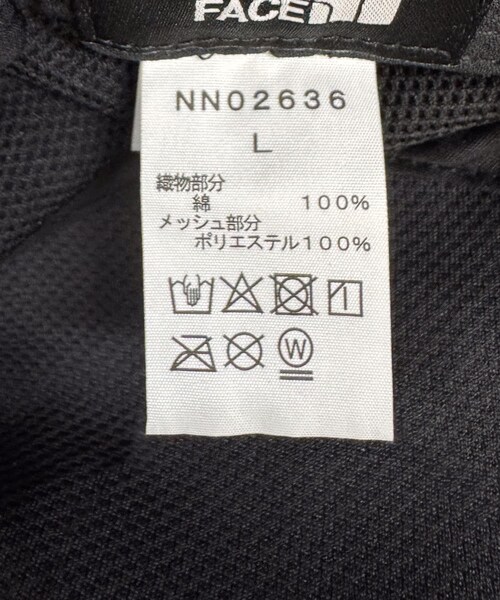 FACE
NN02636
L
織物部分
綿 100%
メッシュ部分
ポリエステル100%
W